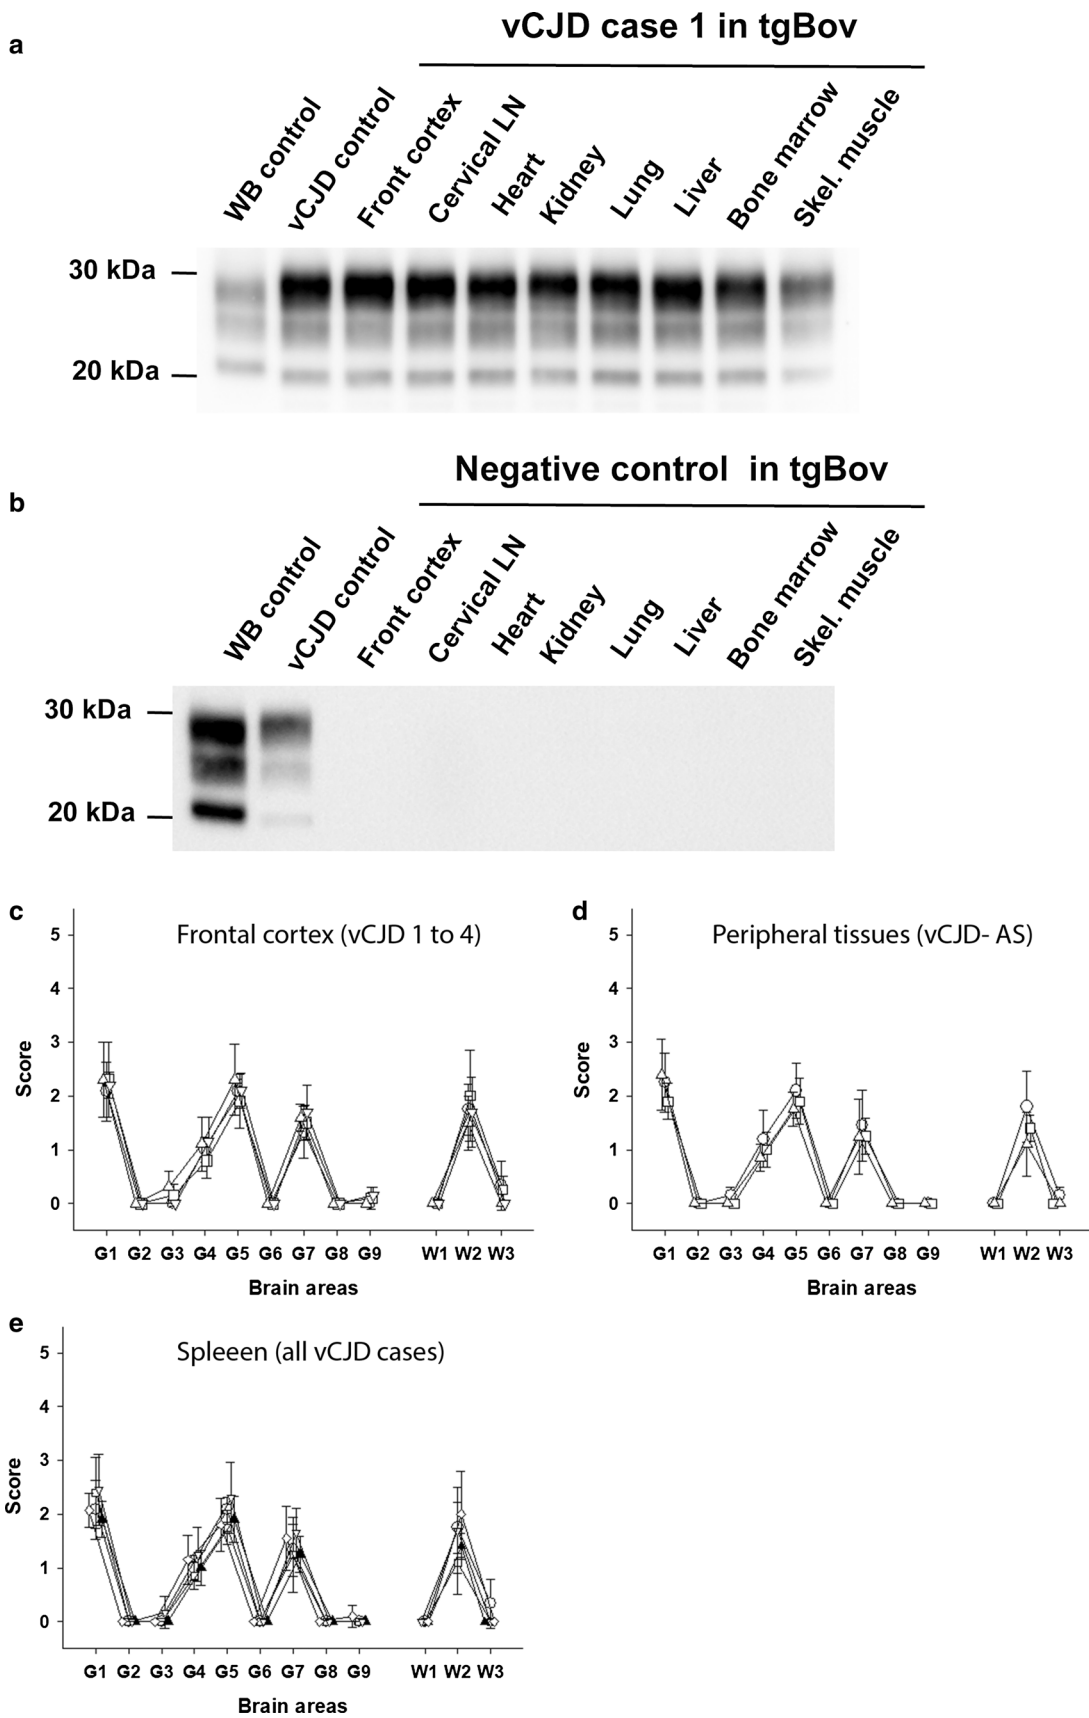 a
vCJD case 1 in tgBov
WB control
vCJD control
Front cortex
Cervical LN
Heart
Kidney
Lung
Liver
Bone marrow
Skel. muscle
30 kDa
20 kDa
b
Negative control in tgBov
WB control
vCJD control
Front cortex
Cervical LN
Heart
Kidney
Lung
Liver
Bone marrow
Skel. muscle
30 kDa
20 kDa
c
Frontal cortex (vCJD 1 to 4)
Score
5
4
3
2
1
0
G1 G2 G3 G4 G5 G6 G7 G8 G9 W1 W2 W3
Brain areas
d
Peripheral tissues (vCJD- AS)
Score
5
4
3
2
1
0
G1 G2 G3 G4 G5 G6 G7 G8 G9 W1 W2 W3
Brain areas
e
Spleeen (all vCJD cases)
Score
5
4
3
2
1
0
G1 G2 G3 G4 G5 G6 G7 G8 G9 W1 W2 W3
Brain areas